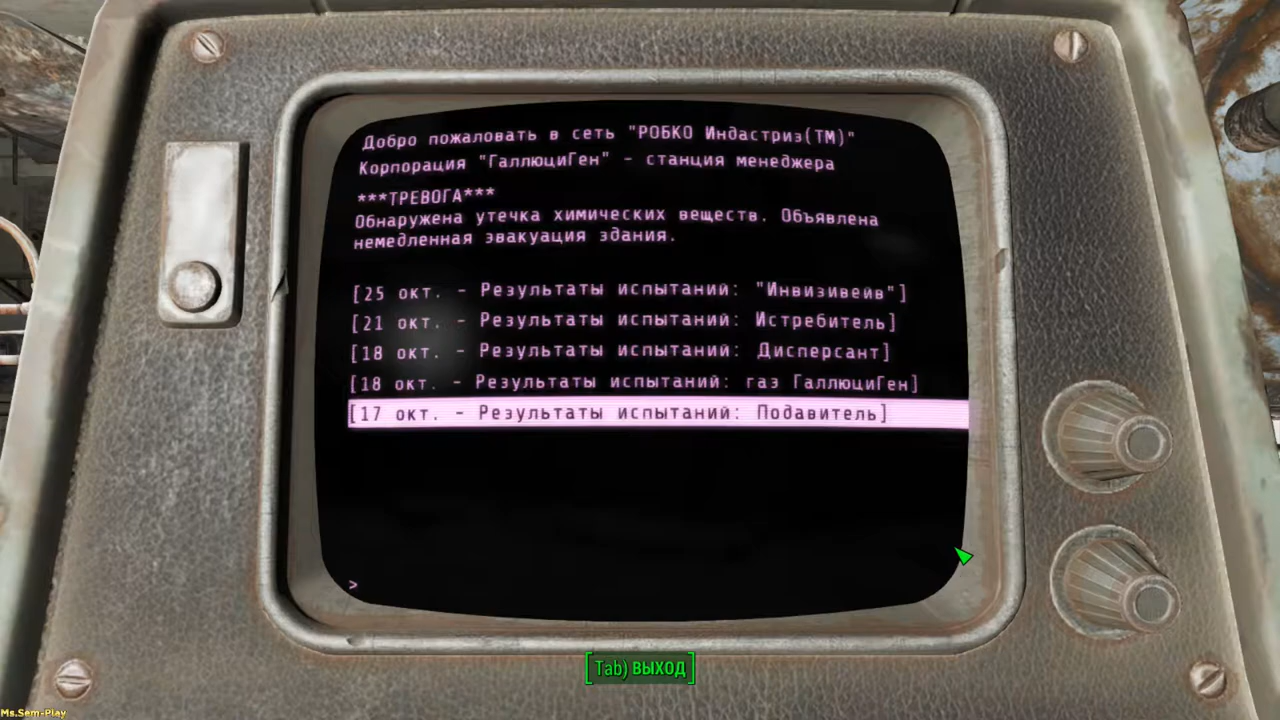 Добро пожаловать в сеть "РОБКО Индастриз(ТМ)"
Корпорация "ГаллюциГен" - станция менеджера
***ТРЕВОГА***
Обнаружена утечка химических веществ. Объявлена
немедленная эвакуация здания.
[25 окт. - Результаты испытаний: "Инвизивейв"]
[21 окт. - Результаты испытаний: Истребитель]
[18 окт. - Результаты испытаний: Дисперсант]
[18 окт. - Результаты испытаний: газ ГаллюциГен]
[17 окт. - Результаты испытаний: Подавитель]
>
[Tab) ВЫХОД]
Ms.Sem-Play